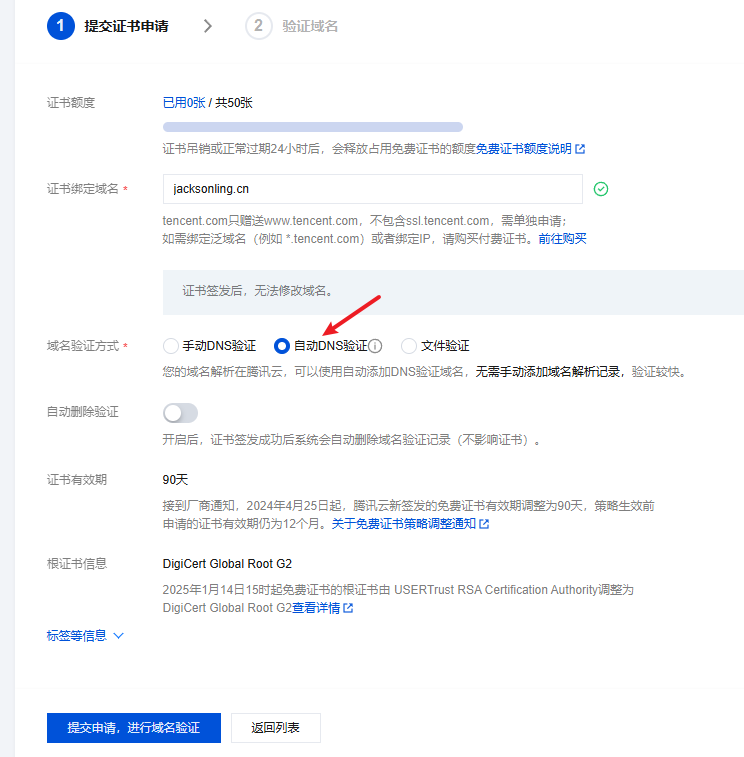 1 提交证书申请 2 验证域名
证书额度 已用0张 / 共50张
证书吊销或正常过期24小时后，会释放占用免费证书的额度免费证书额度说明
证书绑定域名 * jacksonling.cn
tencent.com只赠送www.tencent.com，不包含ssl.tencent.com，需单独申请；
如需绑定泛域名（例如 *.tencent.com）或者绑定IP，请购买付费证书。前往购买
证书签发后，无法修改域名。
域名验证方式 * 手动DNS验证 自动DNS验证 文件验证
您的域名解析在腾讯云，可以使用自动添加DNS验证域名，无需手动添加域名解析记录，验证较快。
自动删除验证
开启后，证书签发成功后系统会自动删除域名验证记录（不影响证书）。
证书有效期 90天
接到厂商通知，2024年4月25日起，腾讯云新签发的免费证书有效期调整为90天，策略生效前
申请的证书有效期仍为12个月。关于免费证书策略调整通知
根证书信息 DigiCert Global Root G2
2025年1月14日15时起免费证书的根证书由 USERTrust RSA Certification Authority调整为
DigiCert Global Root G2查看详情
标签等信息
提交申请，进行域名验证 返回列表